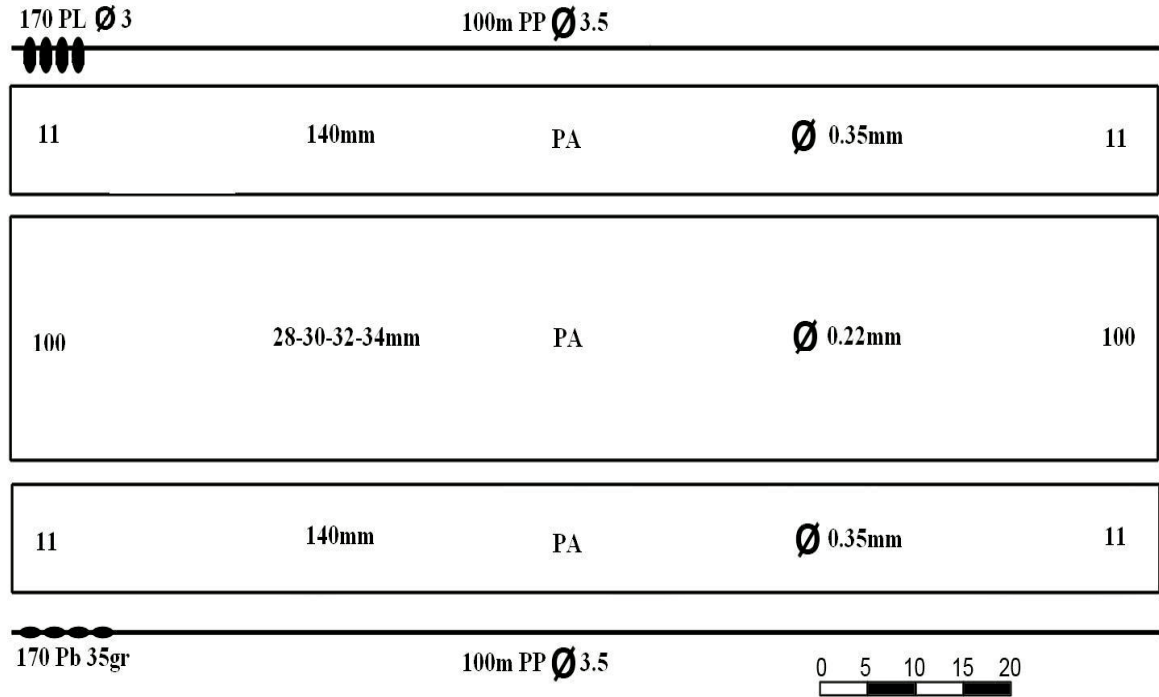 170 PL Ø 3 100m PP Ø 3.5
11 140mm PA Ø 0.35mm 11
100 28-30-32-34mm PA Ø 0.22mm 100
11 140mm PA Ø 0.35mm 11
170 Pb 35gr 100m PP Ø 3.5
0 5 10 15 20